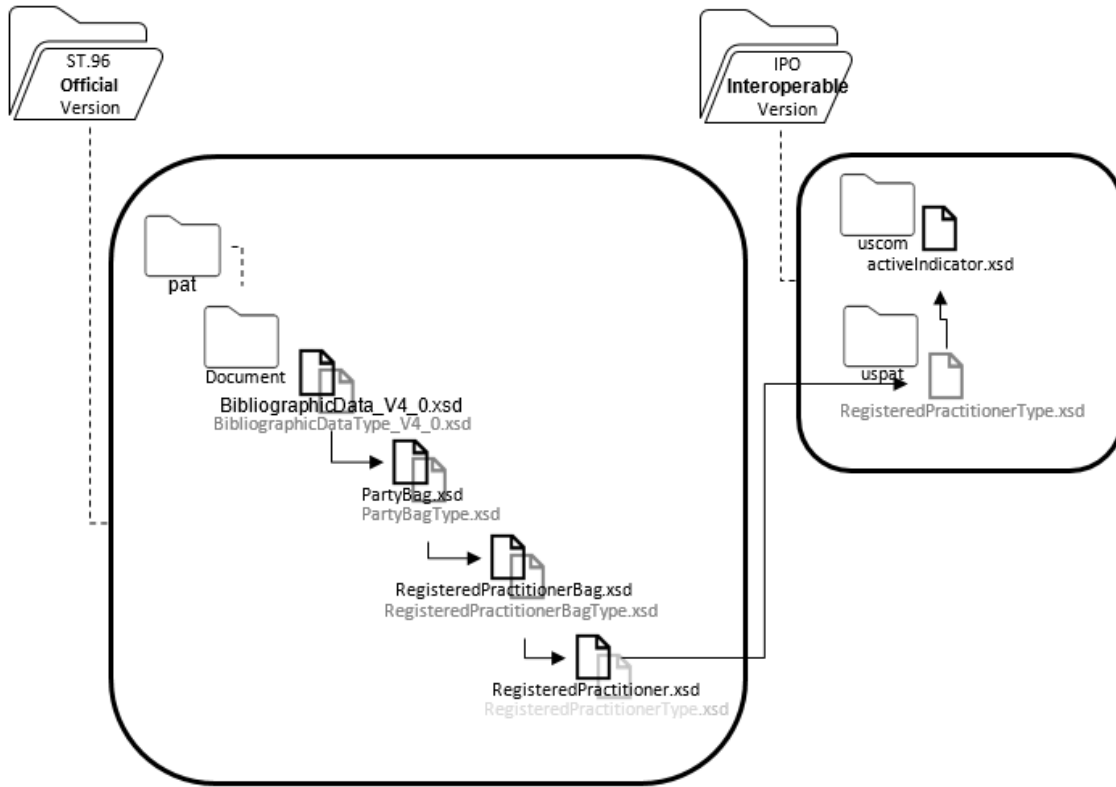 ST.96
Official
Version
IPO
Interoperable
Version
pat
Document
BibliographicData_V4_0.xsd
BibliographicDataType_V4_0.xsd
PartyBag.xsd
PartyBagType.xsd
RegisteredPractitionerBag.xsd
RegisteredPractitionerBagType.xsd
RegisteredPractitioner.xsd
RegisteredPractitionerType.xsd
uscom
activeIndicator.xsd
uspat
RegisteredPractitionerType.xsd